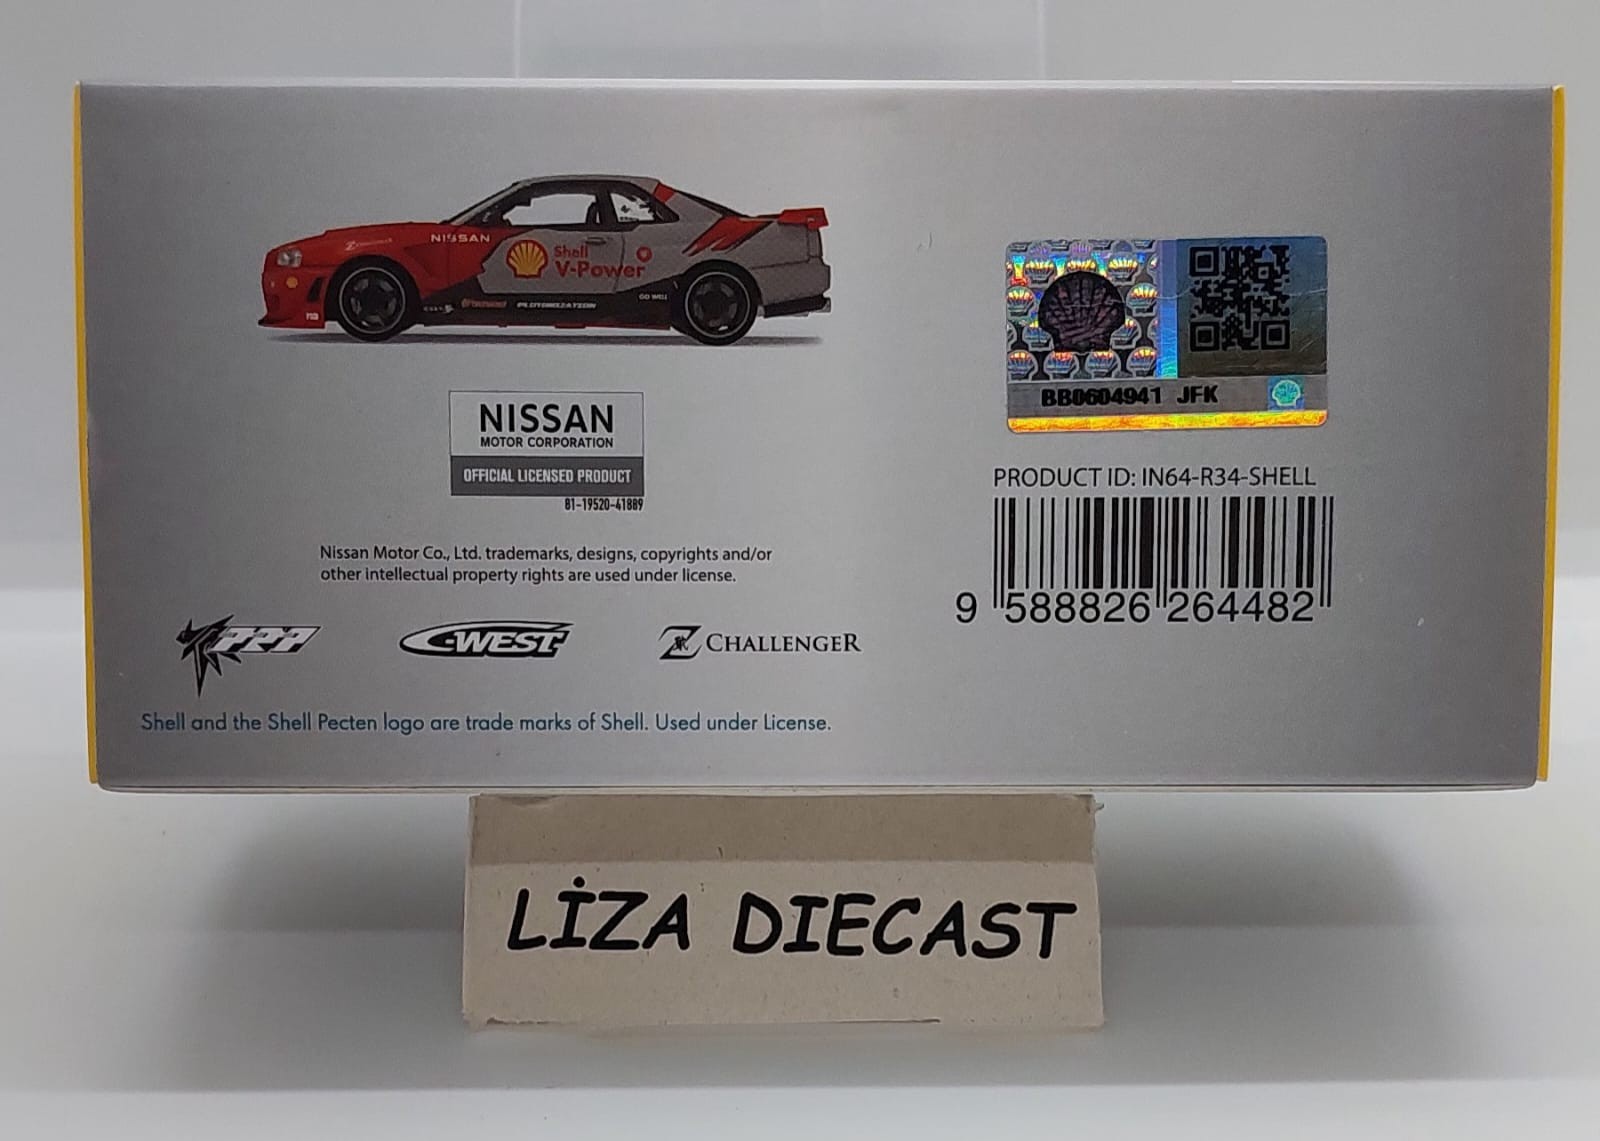 NISSAN
Shell
V-Power
GO WELL
NISSAN
MOTOR CORPORATION
OFFICIAL LICENSED PRODUCT
81-19520-41889
Nissan Motor Co., Ltd. trademarks, designs, copyrights and/or
other intellectual property rights are used under license.
C-WEST
CHALLENGER
Shell and the Shell Pecten logo are trade marks of Shell. Used under License.
BB0604941 JFK
PRODUCT ID: IN64-R34-SHELL
9 588826 264482
LİZA DIECAST